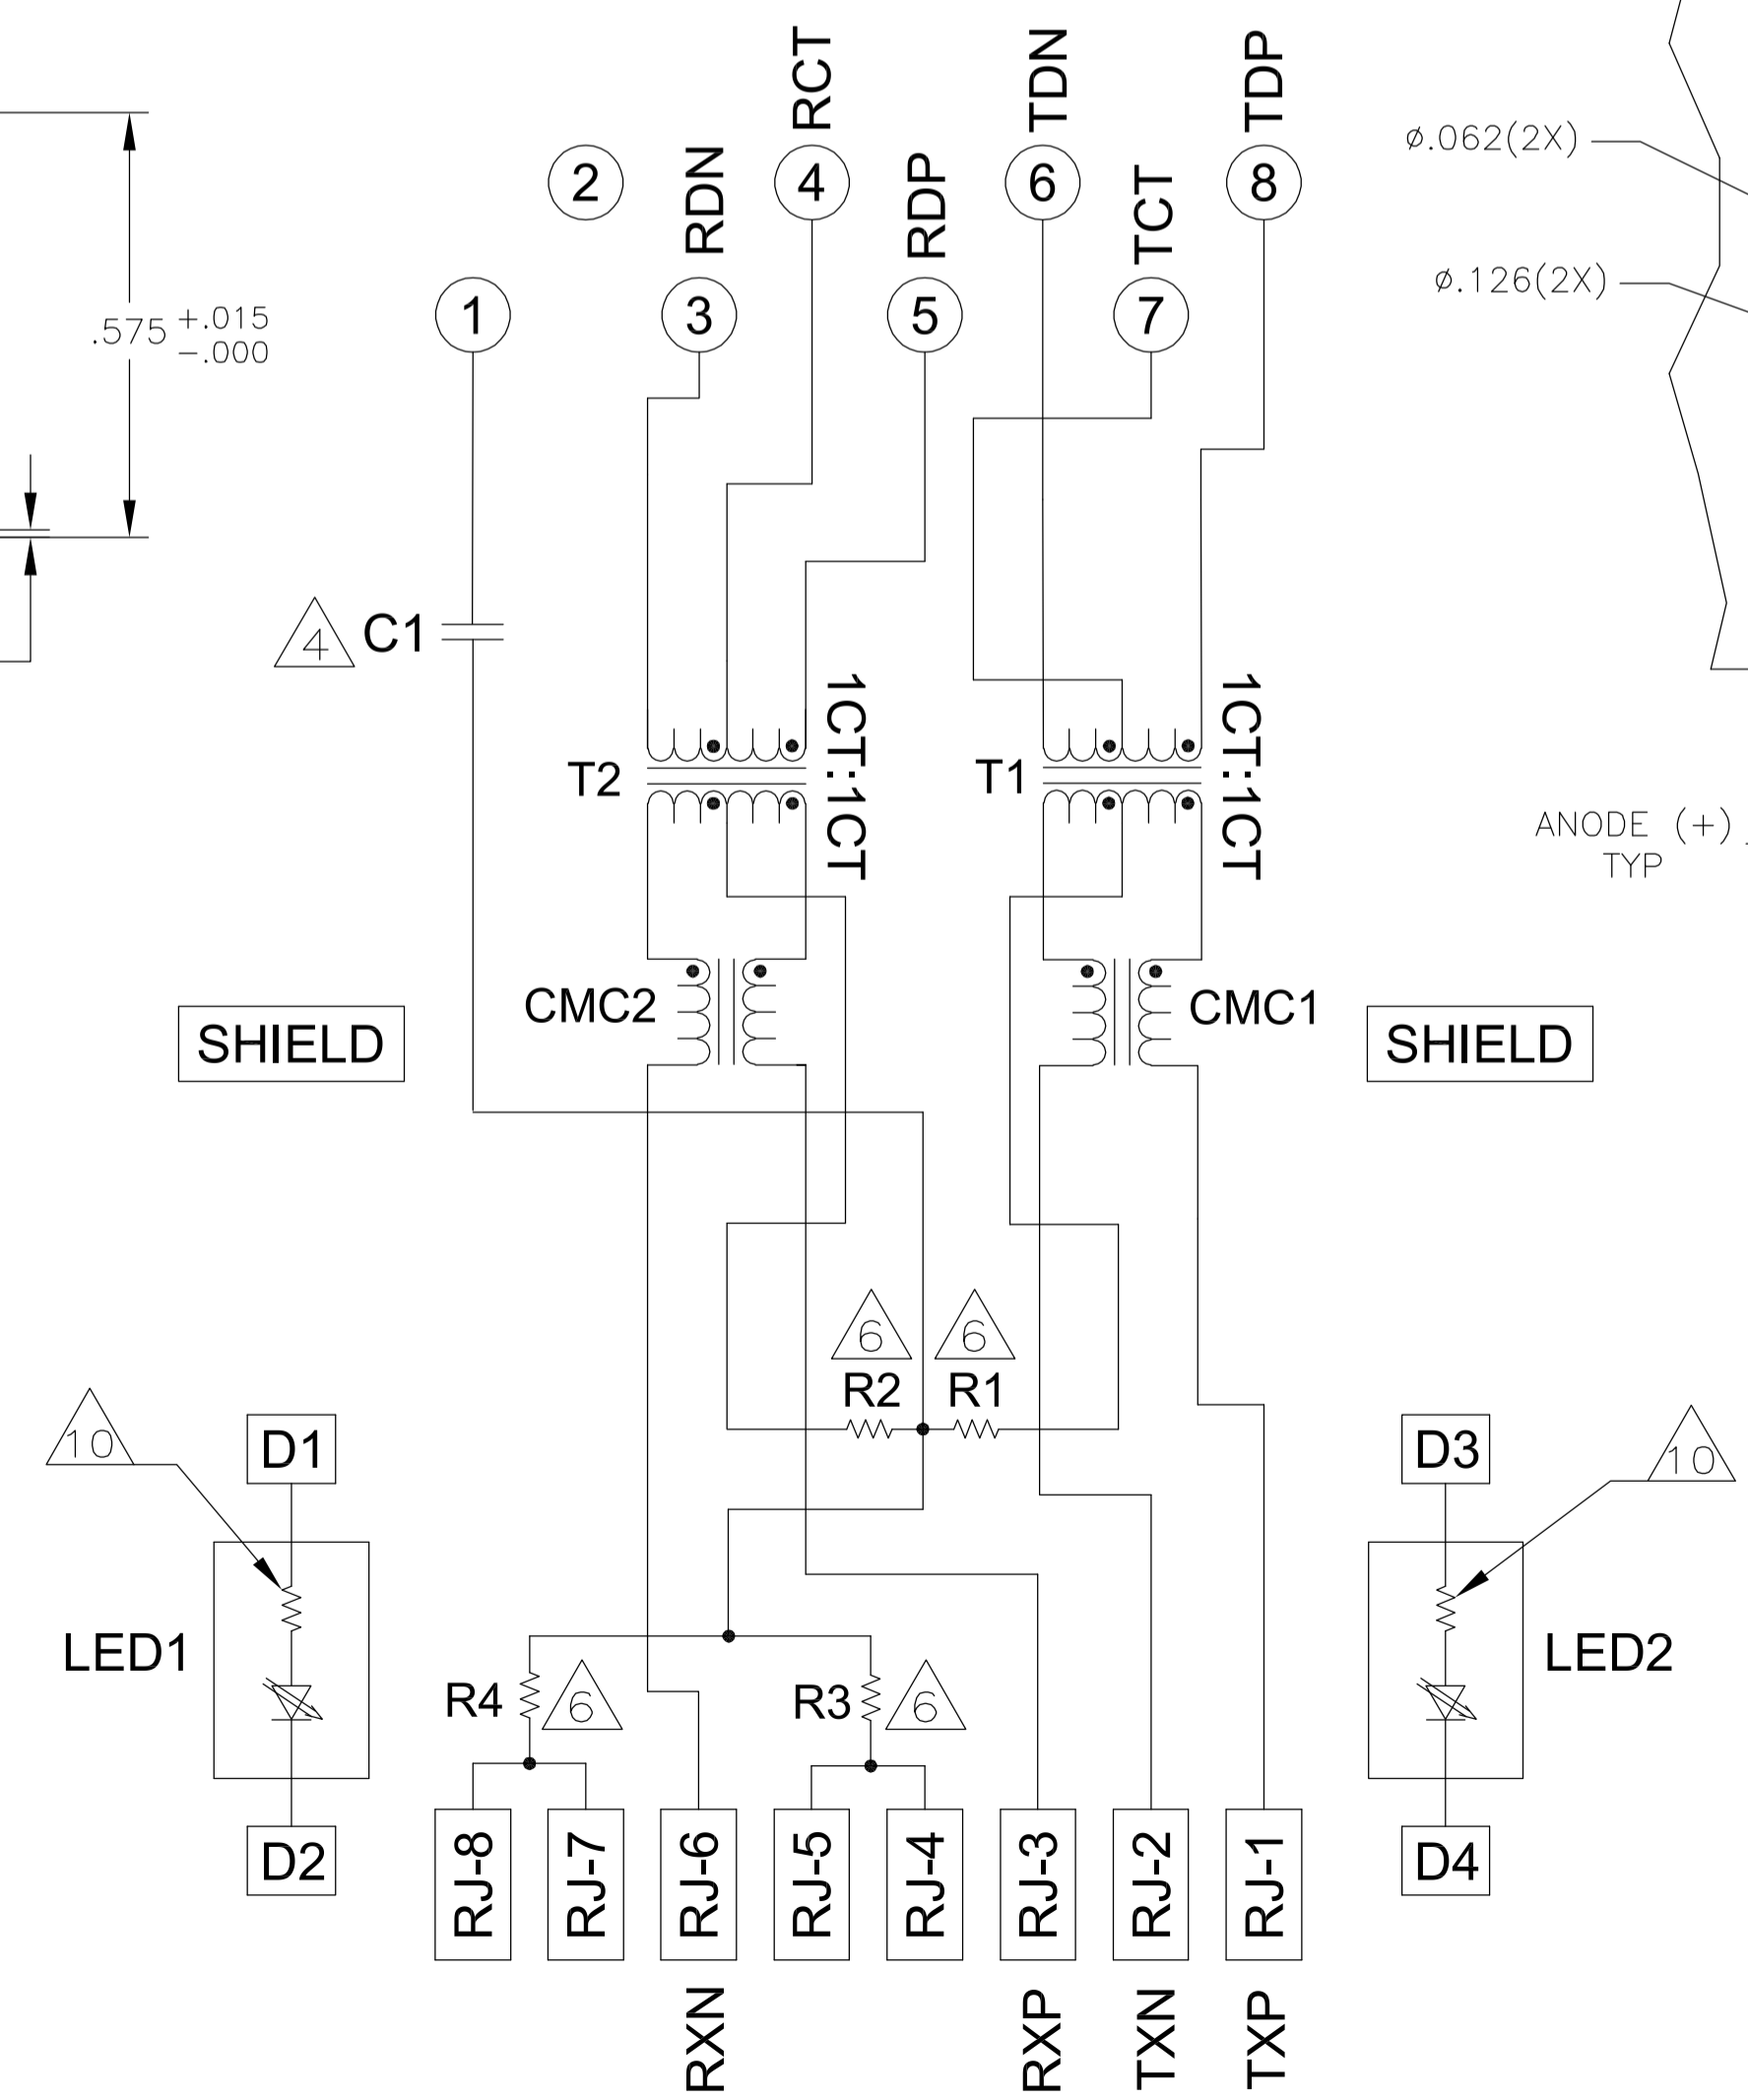 RCT
TDN
TDP
ø.062(2X)
2
RDN
4
RDP
6
TCT
8
ø.126(2X)
1
3
5
7
.575 +.015
−.000
4
C1
1CT:1CT
1CT:1CT
T2
T1
ANODE (+)
TYP
CMC2
CMC1
SHIELD
SHIELD
6
6
R2
R1
10
D1
D3
10
LED1
LED2
R4
6
R3
6
D2
RJ-8
RJ-7
RJ-6
RJ-5
RJ-4
RJ-3
RJ-2
RJ-1
D4
RXN
RXP
TXN
TXP